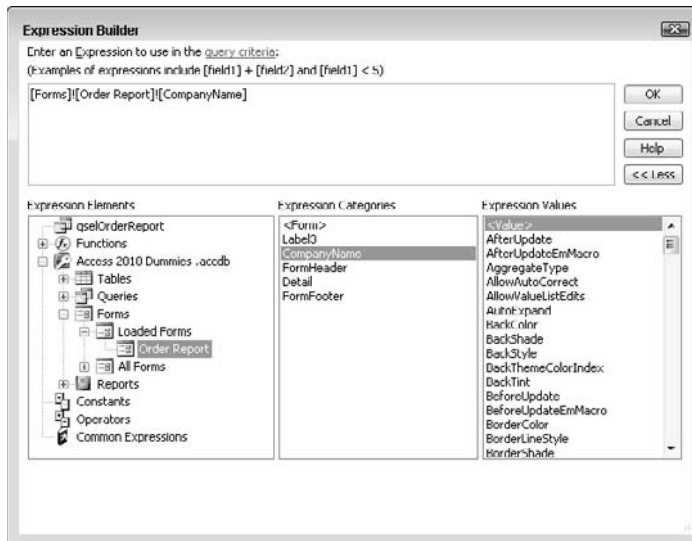 Expression Builder
Enter an Expression to use in the query criteria:
(Examples of expressions include [field1] + [field2] and [field1] < 5)
[Forms]![Order Report]![CompanyName]
OK
Cancel
Help
<< Less
Expression Elements
qselOrderReport
Functions
Access 2010 Dummies .accdb
Tables
Queries
Forms
Loaded Forms
Order Report
All Forms
Reports
Constants
Operators
Common Expressions
Expression Categories
<Form>
Label3
CompanyName
FormHeader
Detail
FormFooter
Expression Values
<Value>
AfterUpdate
AfterUpdateEmMacro
AggregateType
AllowAutoCorrect
AllowValueListEdits
AutoExpand
BackColor
BackShade
BackStyle
BackThemeColorIndex
BackTint
BeforeUpdate
BeforeUpdateEmMacro
BorderColor
BorderLineStyle
BorderShade